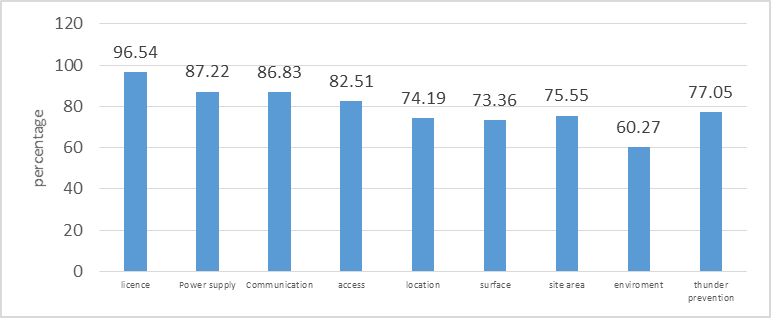 120
100
80
60
40
20
0
percentage
96.54
87.22
86.83
82.51
74.19
73.36
75.55
60.27
77.05
licence
Power supply
Communication
access
location
surface
site area
enviroment
thunder
prevention